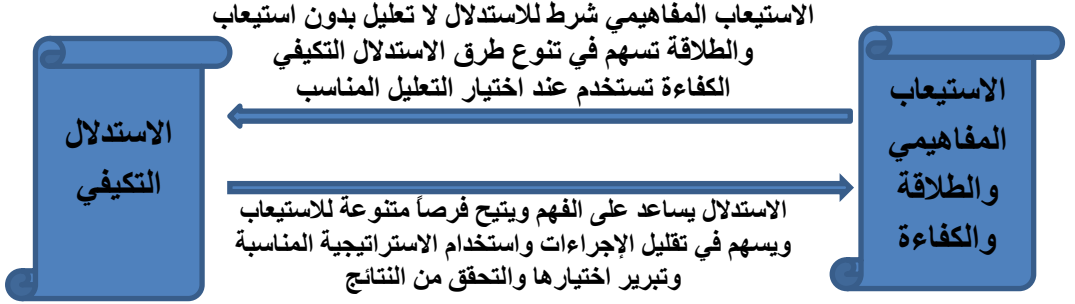 الاستيعاب المفاهيمي شرط للاستدلال لا تعليل بدون استيعاب
والطلاقة تسهم في تنوع طرق الاستدلال التكيفي
الكفاءة تستخدم عند اختيار التعليل المناسب
الاستيعاب
المفاهيمي
والطلاقة
والكفاءة
الاستدلال
التكيفي
الاستدلال يساعد على الفهم ويتيح فرصاً متنوعة للاستيعاب
ويسهم في تقليل الإجراءات واستخدام الاستراتيجية المناسبة
وتبرير اختيارها والتحقق من النتائج